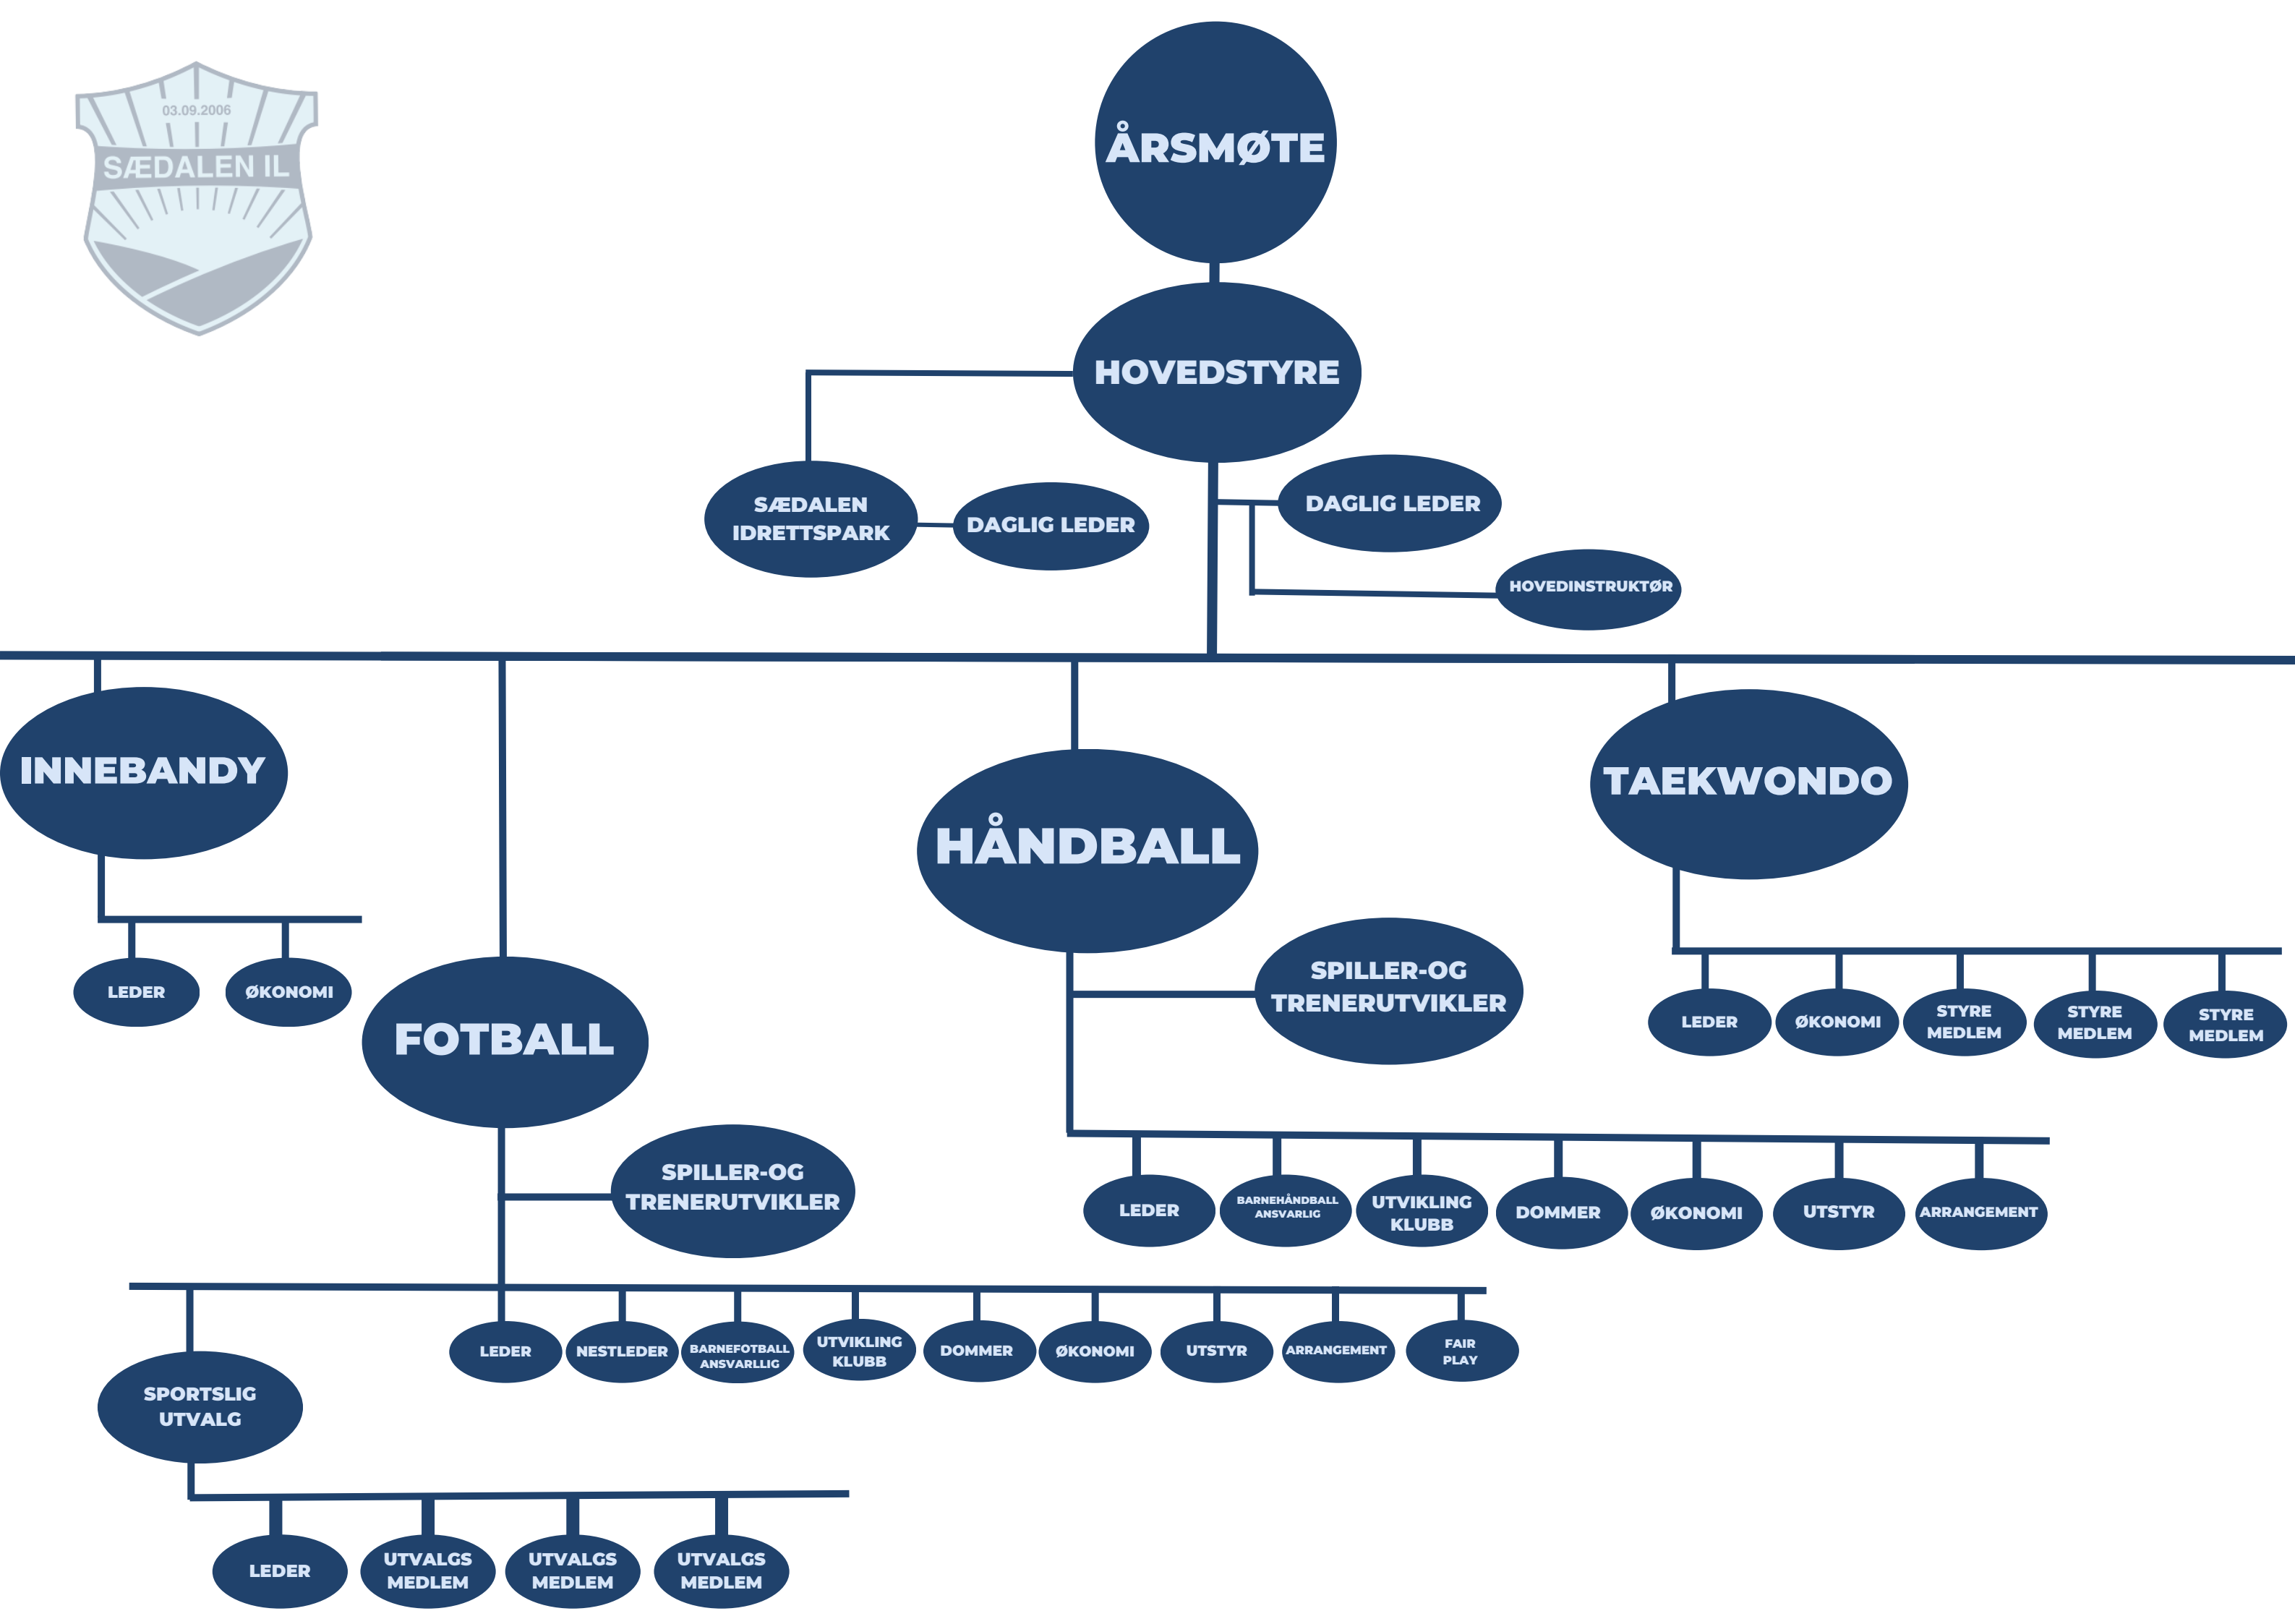 03.09.2006
SÆDALEN IL
ÅRSMØTE
HOVEDSTYRE
SÆDALEN
IDRETTSPARK
DAGLIG LEDER
DAGLIG LEDER
HOVEDINSTRUKTØR
INNEBANDY
LEDER
ØKONOMI
FOTBALL
SPILLER-OG
TRENERUTVIKLER
LEDER
NESTLEDER
BARNEFOTBALL
ANSVARLLIG
UTVIKLING
KLUBB
DOMMER
ØKONOMI
UTSTYR
ARRANGEMENT
FAIR
PLAY
SPORTSLIG
UTVALG
LEDER
UTVALGS
MEDLEM
UTVALGS
MEDLEM
UTVALGS
MEDLEM
HÅNDBALL
SPILLER-OG
TRENERUTVIKLER
LEDER
BARNEHÅNDBALL
ANSVARLIG
UTVIKLING
KLUBB
DOMMER
ØKONOMI
UTSTYR
ARRANGEMENT
TAEKWONDO
LEDER
ØKONOMI
STYRE
MEDLEM
STYRE
MEDLEM
STYRE
MEDLEM